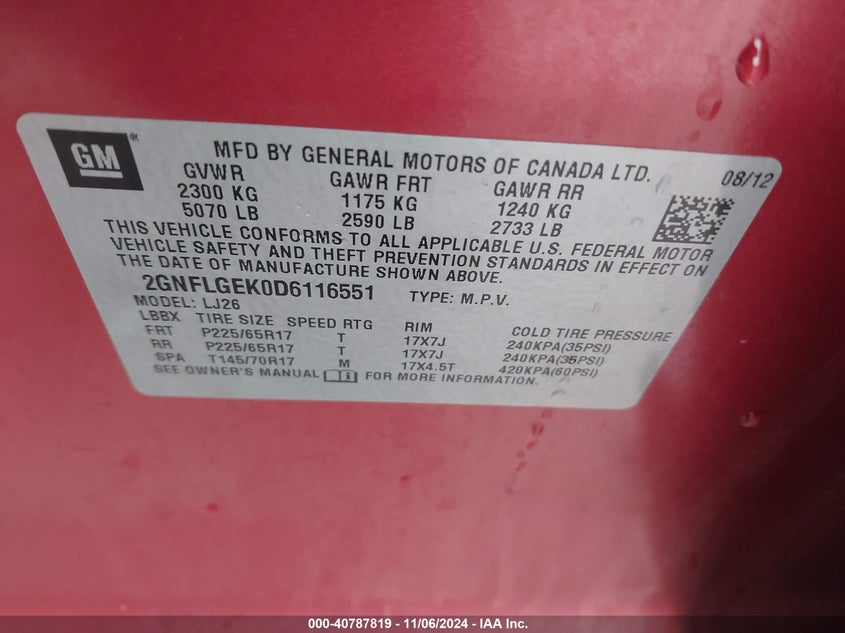 GM ®
MFD BY GENERAL MOTORS OF CANADA LTD. 08/12
GVWR GAWR FRT GAWR RR
2300 KG 1175 KG 1240 KG
5070 LB 2590 LB 2733 LB
THIS VEHICLE CONFORMS TO ALL APPLICABLE U.S. FEDERAL MOTOR
VEHICLE SAFETY AND THEFT PREVENTION STANDARDS IN EFFECT ON
THE DATE OF MANUFACTURE SHOWN ABOVE.
2GNFLGEK0D6116551 TYPE: M.P.V.
MODEL: LJ26
LBBX TIRE SIZE SPEED RTG RIM COLD TIRE PRESSURE
FRT P225/65R17 T 17X7J 240KPA(35PSI)
RR P225/65R17 T 17X7J 240KPA(35PSI)
SPA T145/70R17 M 17X4.5T 420KPA(60PSI)
SEE OWNER'S MANUAL FOR MORE INFORMATION.
000-40787819 - 11/06/2024 - IAA Inc.